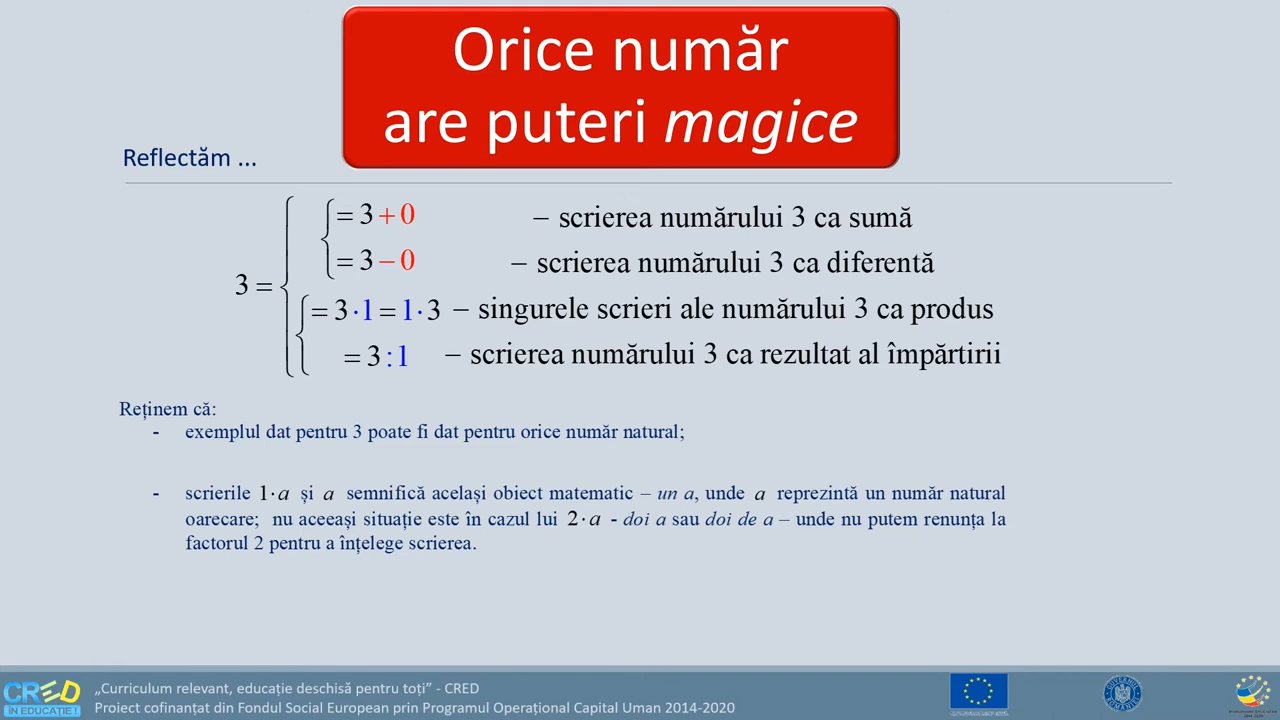 Orice număr
are puteri magice
Reflectăm ...
= 3+0 – scrierea numărului 3 ca sumă
= 3−0 – scrierea numărului 3 ca diferentă
3 =
= 3·1 = 1·3 – singurele scrieri ale numărului 3 ca produs
= 3:1 – scrierea numărului 3 ca rezultat al împărtirii
Reținem că:
- exemplul dat pentru 3 poate fi dat pentru orice număr natural;
- scrierile 1·a și a semnifică același obiect matematic – un a, unde a reprezintă un număr natural
oarecare; nu aceeași situație este în cazul lui 2·a - doi a sau doi de a – unde nu putem renunța la
factorul 2 pentru a înțelege scrierea.
CRED
ÎN EDUCAȚIE !
„Curriculum relevant, educație deschisă pentru toți” - CRED
Proiect cofinanțat din Fondul Social European prin Programul Operațional Capital Uman 2014-2020